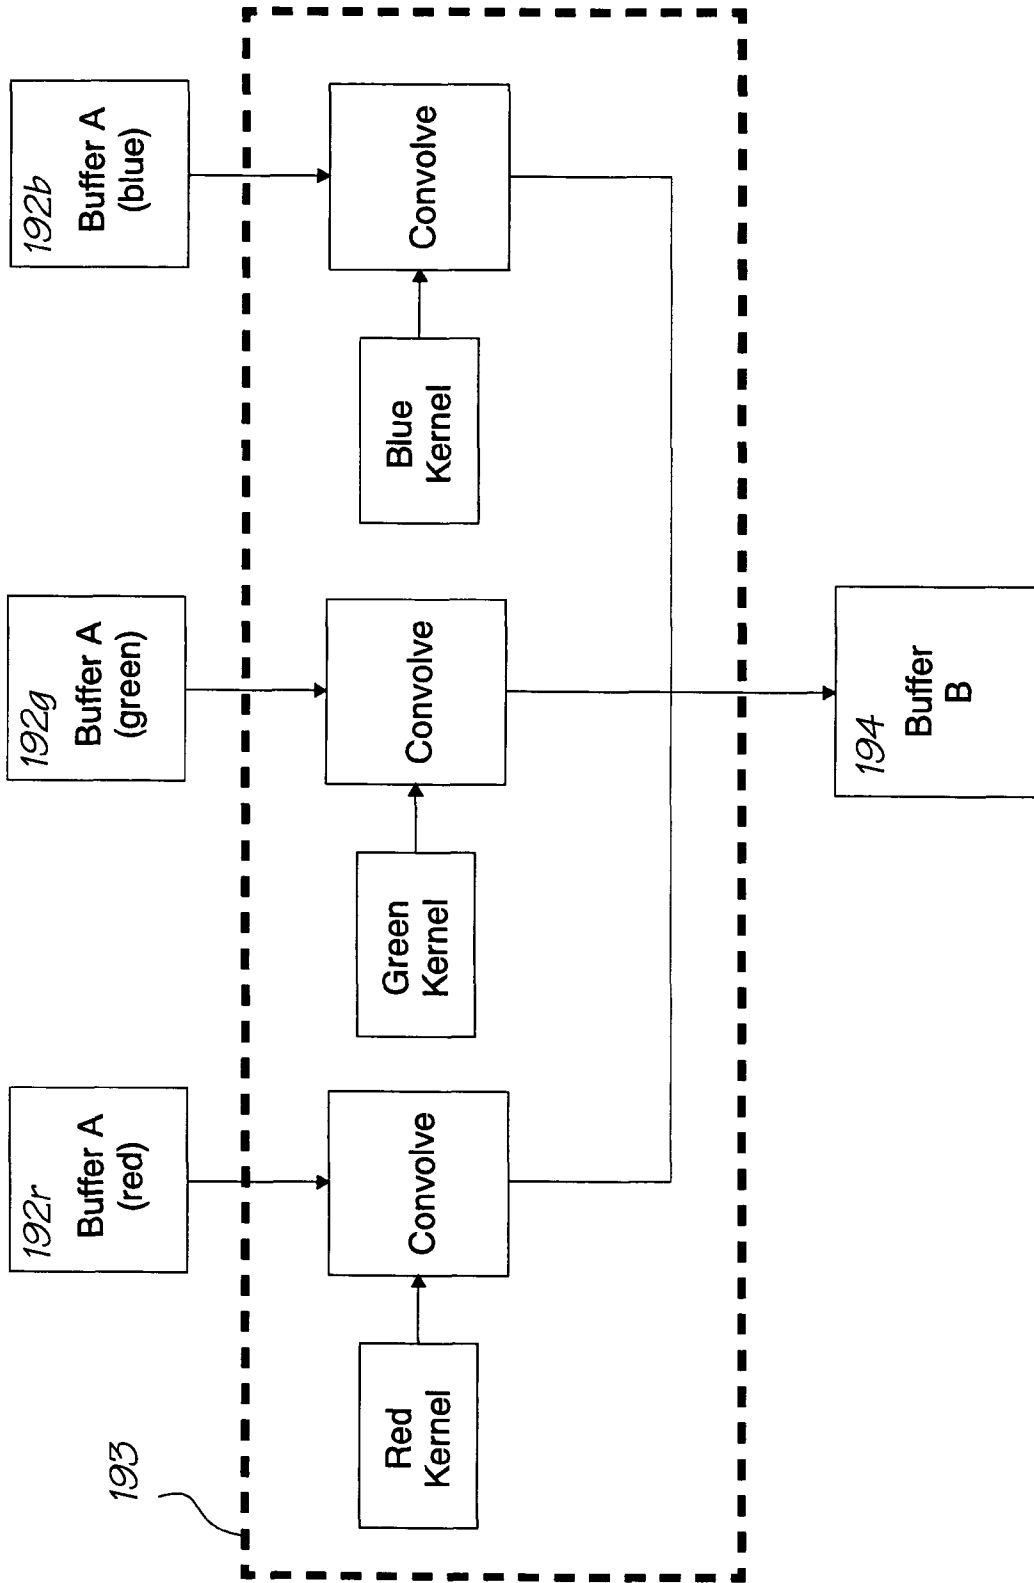 193
192r
Buffer A
(red)
192g
Buffer A
(green)
192b
Buffer A
(blue)
Red
Kernel
Convolve
Green
Kernel
Convolve
Blue
Kernel
Convolve
194
Buffer
B